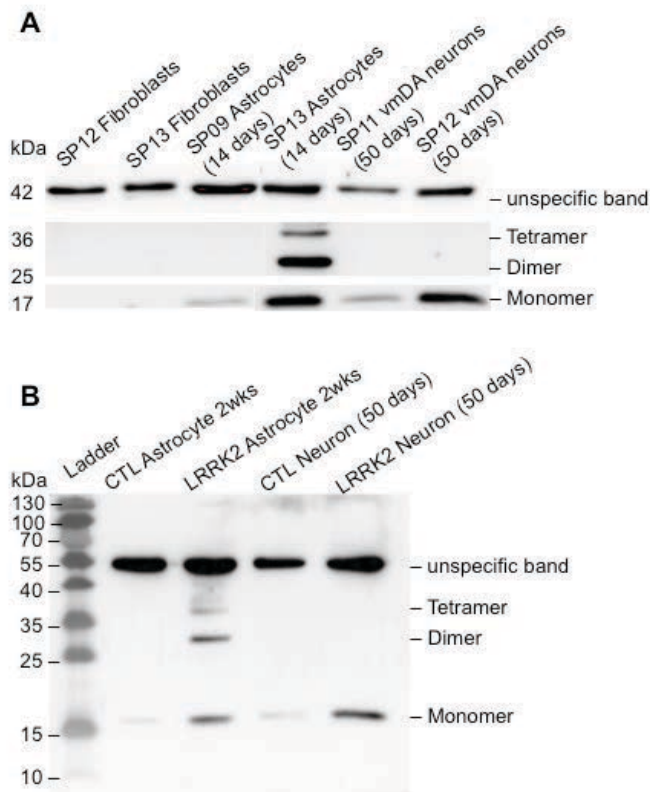 A
SP12 Fibroblasts
SP13 Fibroblasts
SP09 Astrocytes
(14 days)
SP13 Astrocytes
(14 days)
SP11 vmDA neurons
(50 days)
SP12 vmDA neurons
(50 days)
kDa
42
unspecific band
36
Tetramer
Dimer
25
17
Monomer
B
Ladder
CTL Astrocyte 2wks
LRRK2 Astrocyte 2wks
CTL Neuron (50 days)
LRRK2 Neuron (50 days)
kDa
130
100
70
55
unspecific band
40
Tetramer
35
Dimer
25
Monomer
15
10